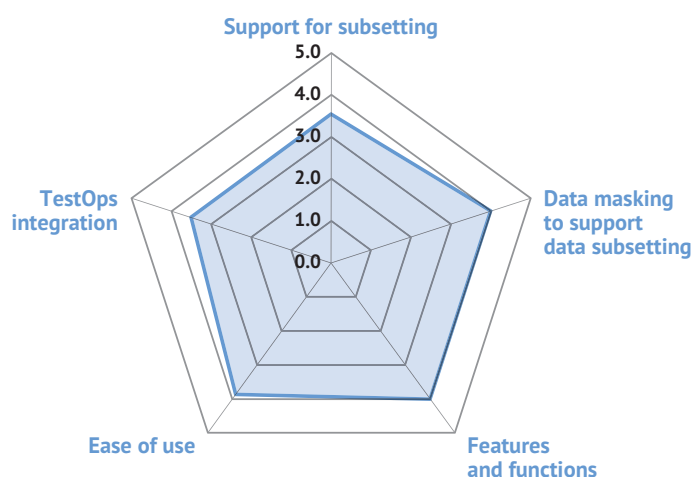 Support for subsetting
5.0
4.0
3.0
2.0
1.0
0.0
TestOps
integration
Data masking
to support
data subsetting
Ease of use
Features
and functions